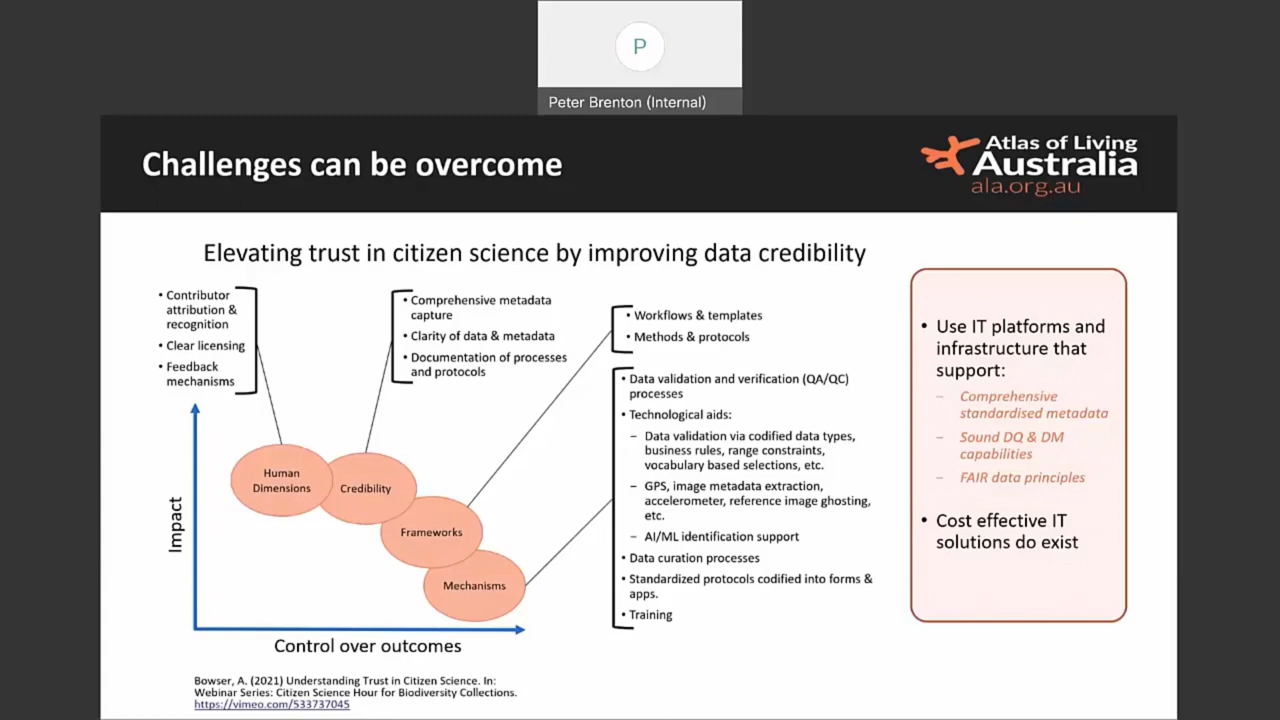 P
Peter Brenton (Internal)
Challenges can be overcome
Atlas of Living
Australia
ala.org.au
Elevating trust in citizen science by improving data credibility
• Contributor
attribution &
recognition
• Clear licensing
• Feedback
mechanisms
• Comprehensive metadata
capture
• Clarity of data & metadata
• Documentation of processes
and protocols
• Workflows & templates
• Methods & protocols
• Data validation and verification (QA/QC)
processes
• Technological aids:
– Data validation via codified data types,
business rules, range constraints,
vocabulary based selections, etc.
– GPS, image metadata extraction,
accelerometer, reference image ghosting,
etc.
– AI/ML identification support
• Data curation processes
• Standardized protocols codified into forms &
apps.
• Training
Human
Dimensions
Credibility
Frameworks
Mechanisms
Impact
Control over outcomes
• Use IT platforms and
infrastructure that
support:
– Comprehensive
standardised metadata
– Sound DQ & DM
capabilities
– FAIR data principles
• Cost effective IT
solutions do exist
Bowser, A. (2021) Understanding Trust in Citizen Science. In:
Webinar Series: Citizen Science Hour for Biodiversity Collections.
https://vimeo.com/533737045